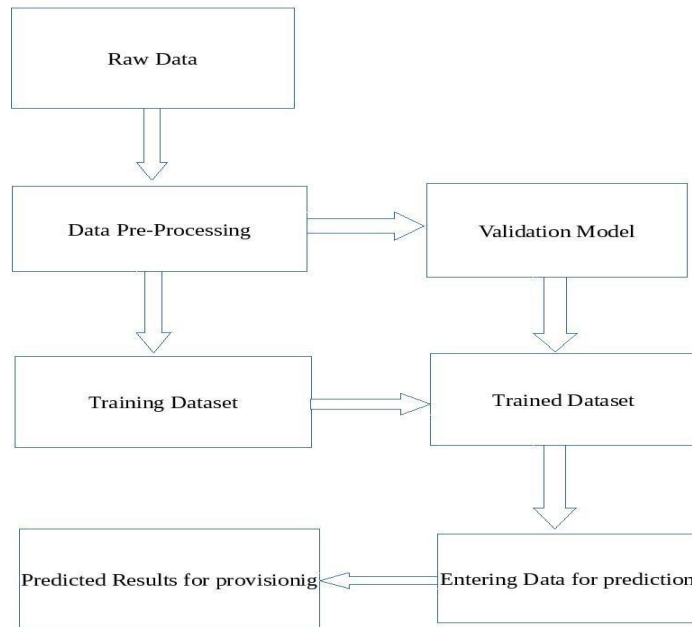 Raw Data
Data Pre-Processing
Validation Model
Training Dataset
Trained Dataset
Predicted Results for provisionig
Entering Data for prediction